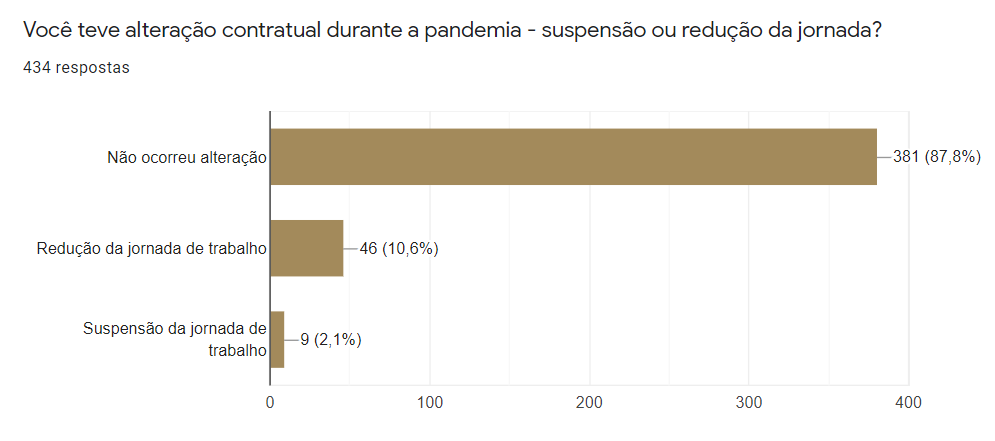 Você teve alteração contratual durante a pandemia - suspensão ou redução da jornada?
434 respostas
Não ocorreu alteração
381 (87,8%)
Redução da jornada de trabalho
46 (10,6%)
Suspensão da jornada de
trabalho
9 (2,1%)
0
100
200
300
400